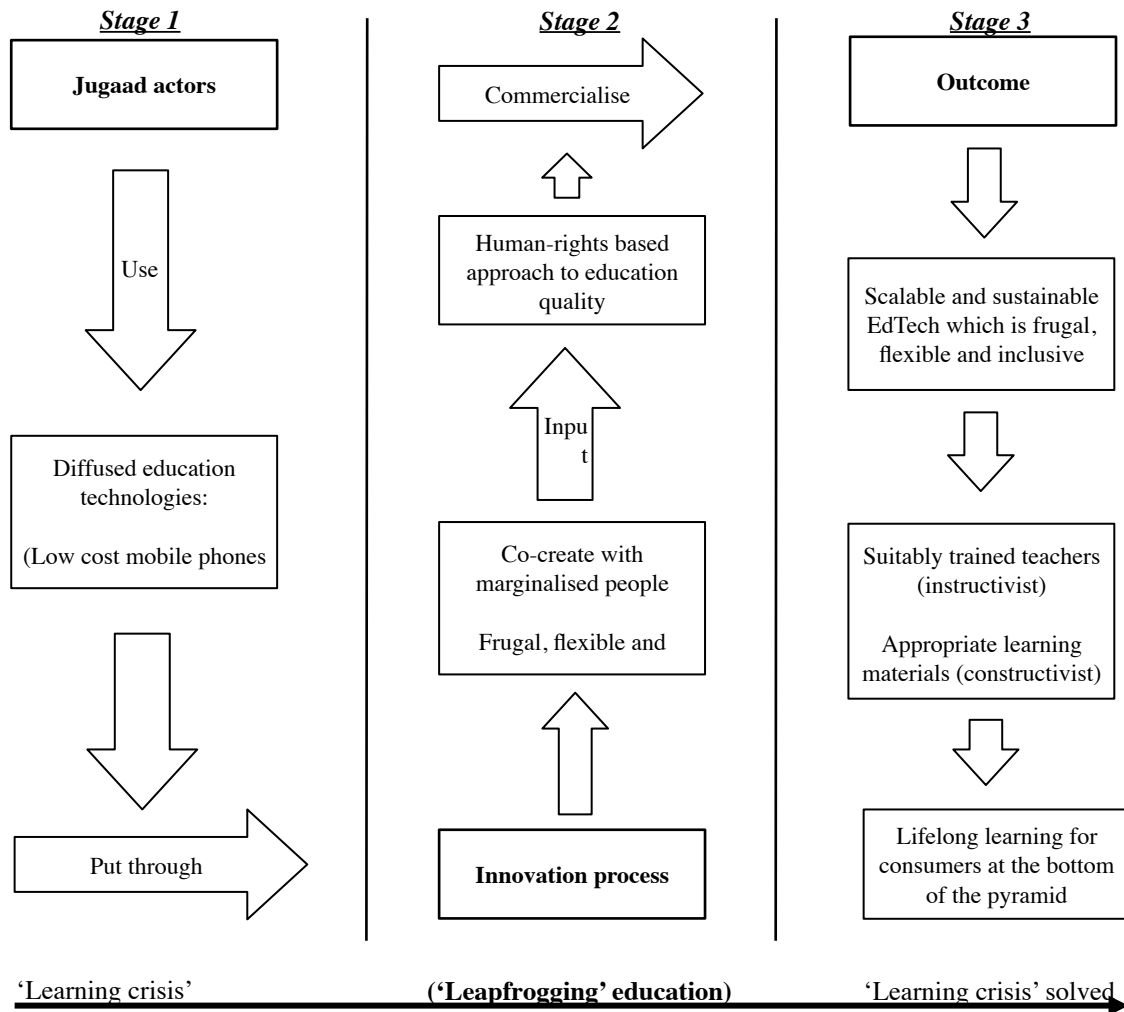 Stage 1
Jugaad actors
Use
Diffused education
technologies:
(Low cost mobile phones
Put through
Stage 2
Commercialise
Human-rights based
approach to education
quality
Inpu
t
Co-create with
marginalised people
Frugal, flexible and
Innovation process
Stage 3
Outcome
Scalable and sustainable
EdTech which is frugal,
flexible and inclusive
Suitably trained teachers
(instructivist)
Appropriate learning
materials (constructivist)
Lifelong learning for
consumers at the bottom
of the pyramid
‘Learning crisis’
(‘Leapfrogging’ education)
‘Learning crisis’ solved